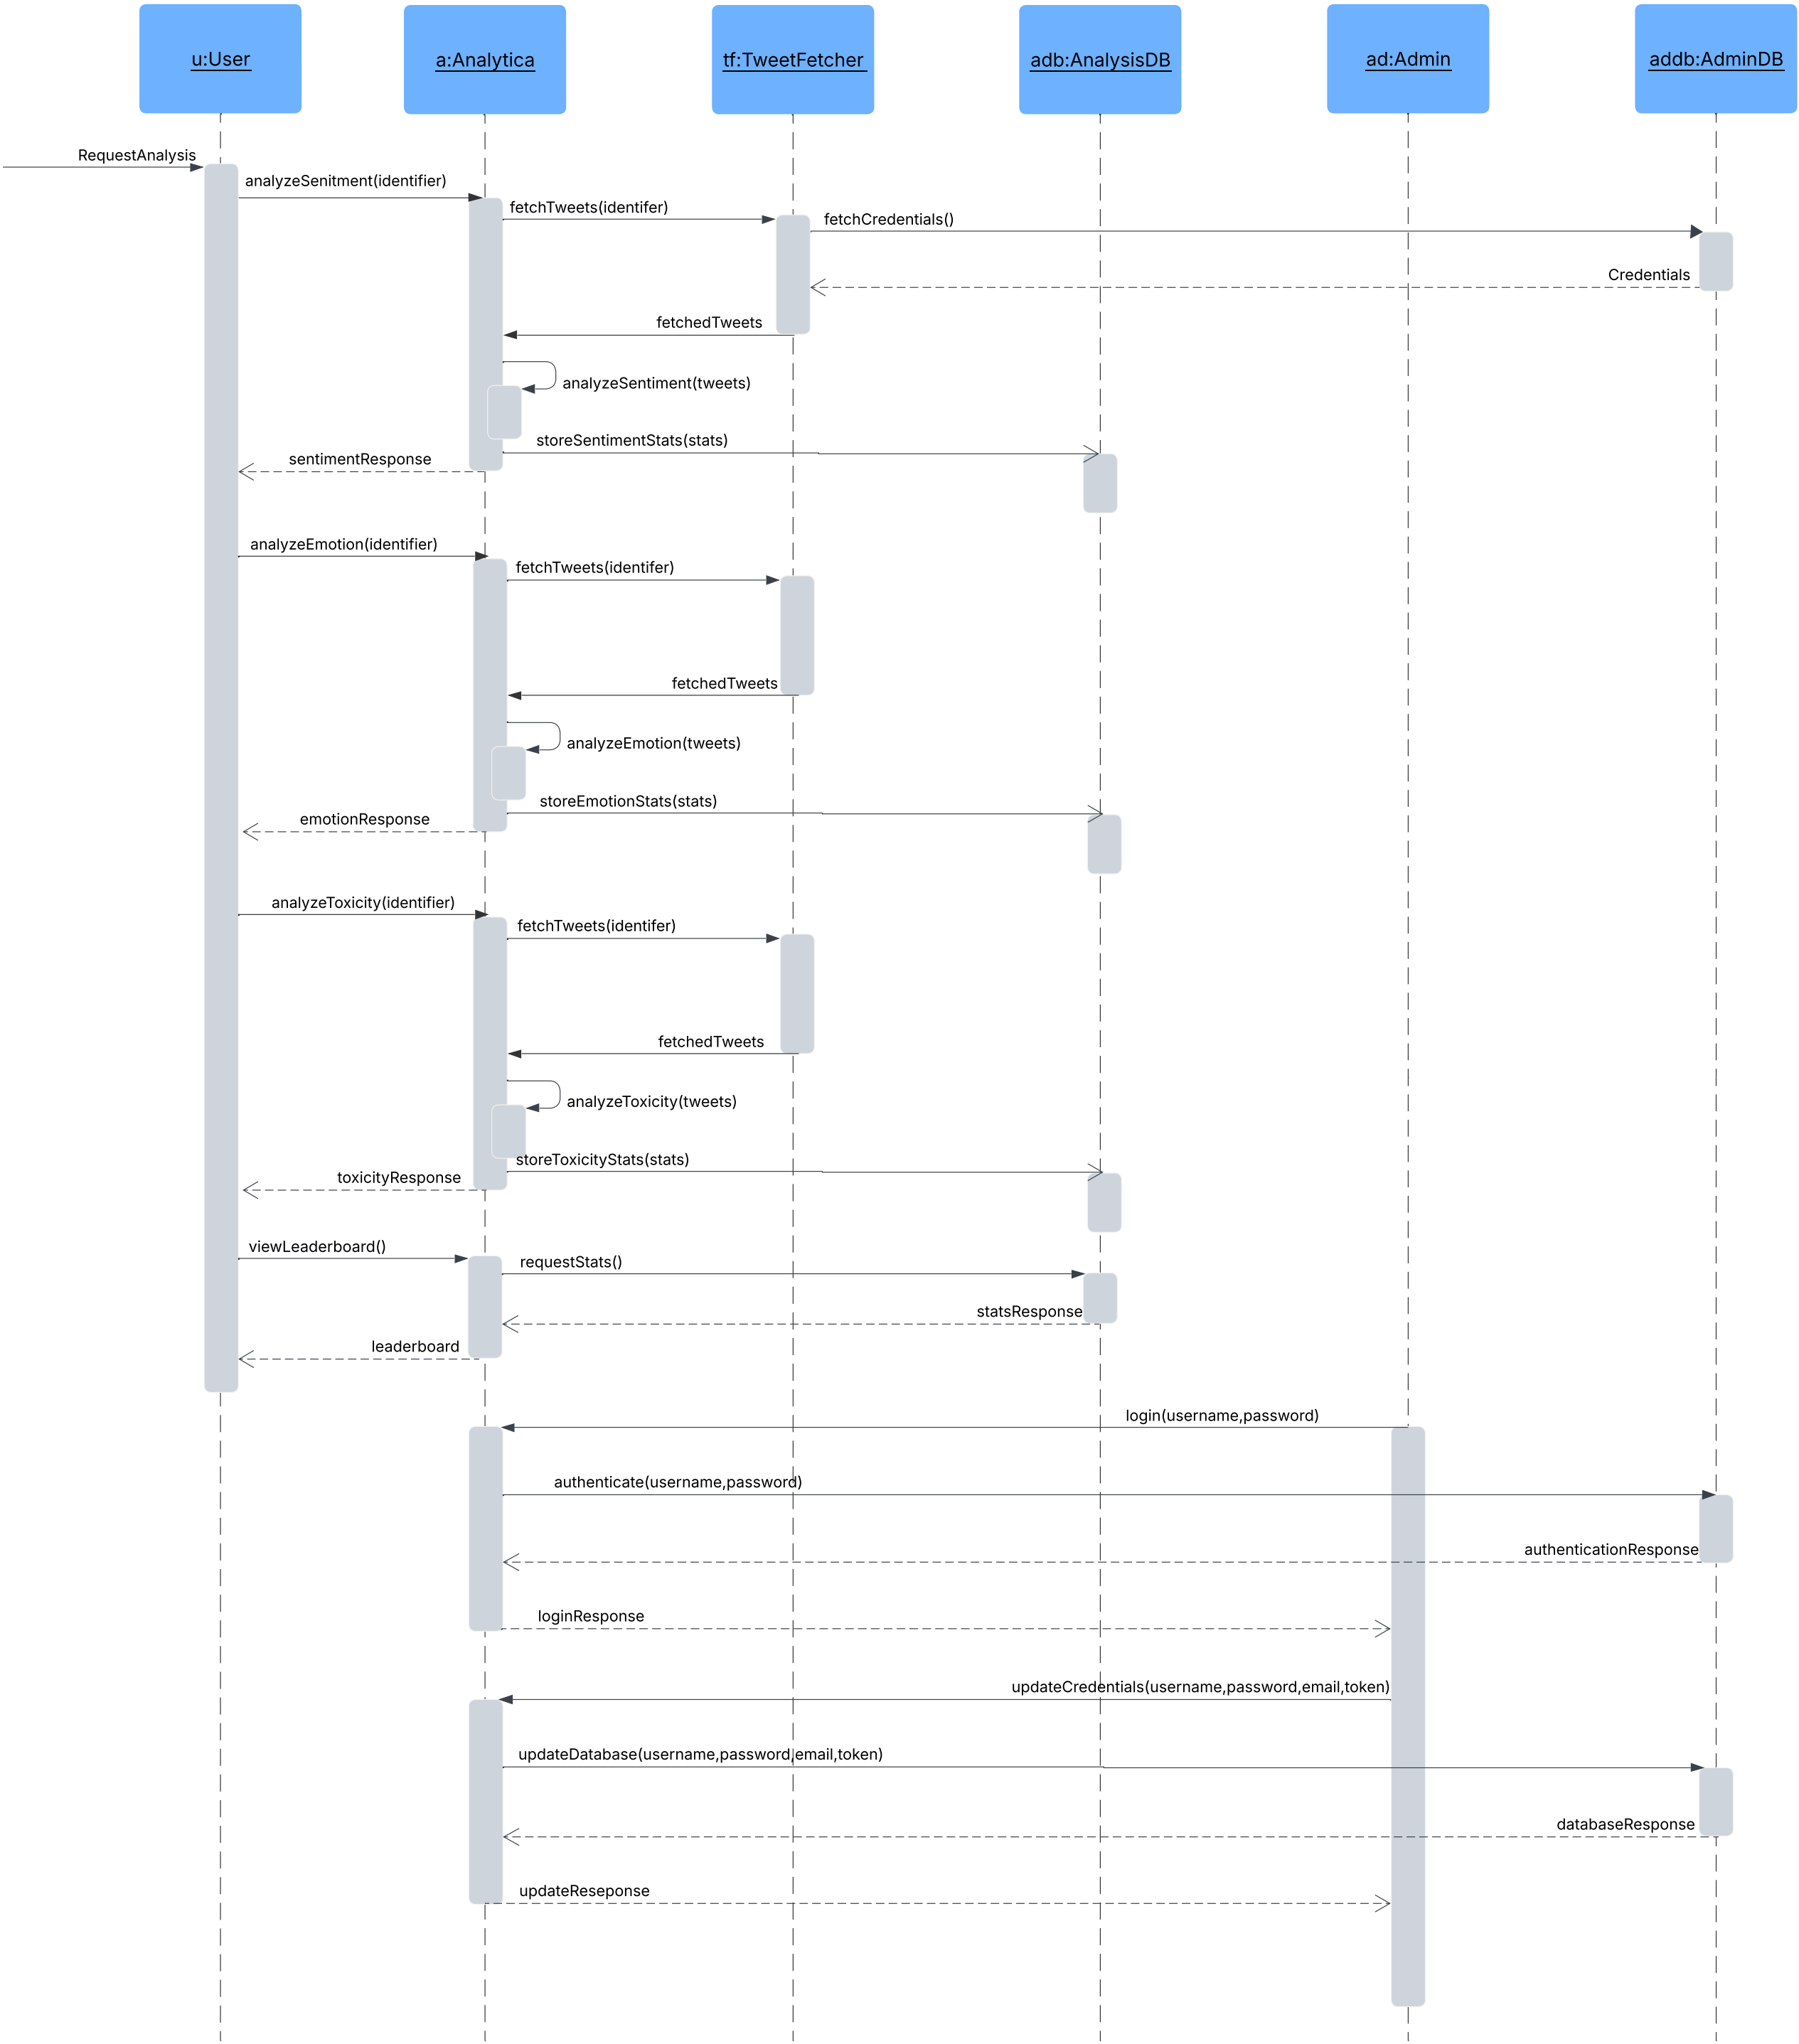 u:User
a:Analytica
tf:TweetFetcher
adb:AnalysisDB
ad:Admin
addb:AdminDB
RequestAnalysis
analyzeSenitment(identifier)
fetchTweets(identifer)
fetchCredentials()
Credentials
fetchedTweets
analyzeSentiment(tweets)
storeSentimentStats(stats)
sentimentResponse
analyzeEmotion(identifier)
fetchTweets(identifer)
fetchedTweets
analyzeEmotion(tweets)
storeEmotionStats(stats)
emotionResponse
analyzeToxicity(identifier)
fetchTweets(identifer)
fetchedTweets
analyzeToxicity(tweets)
storeToxicityStats(stats)
toxicityResponse
viewLeaderboard()
requestStats()
statsResponse
leaderboard
login(username,password)
authenticate(username,password)
authenticationResponse
loginResponse
updateCredentials(username,password,email,token)
updateDatabase(username,password,email,token)
databaseResponse
updateReseponse